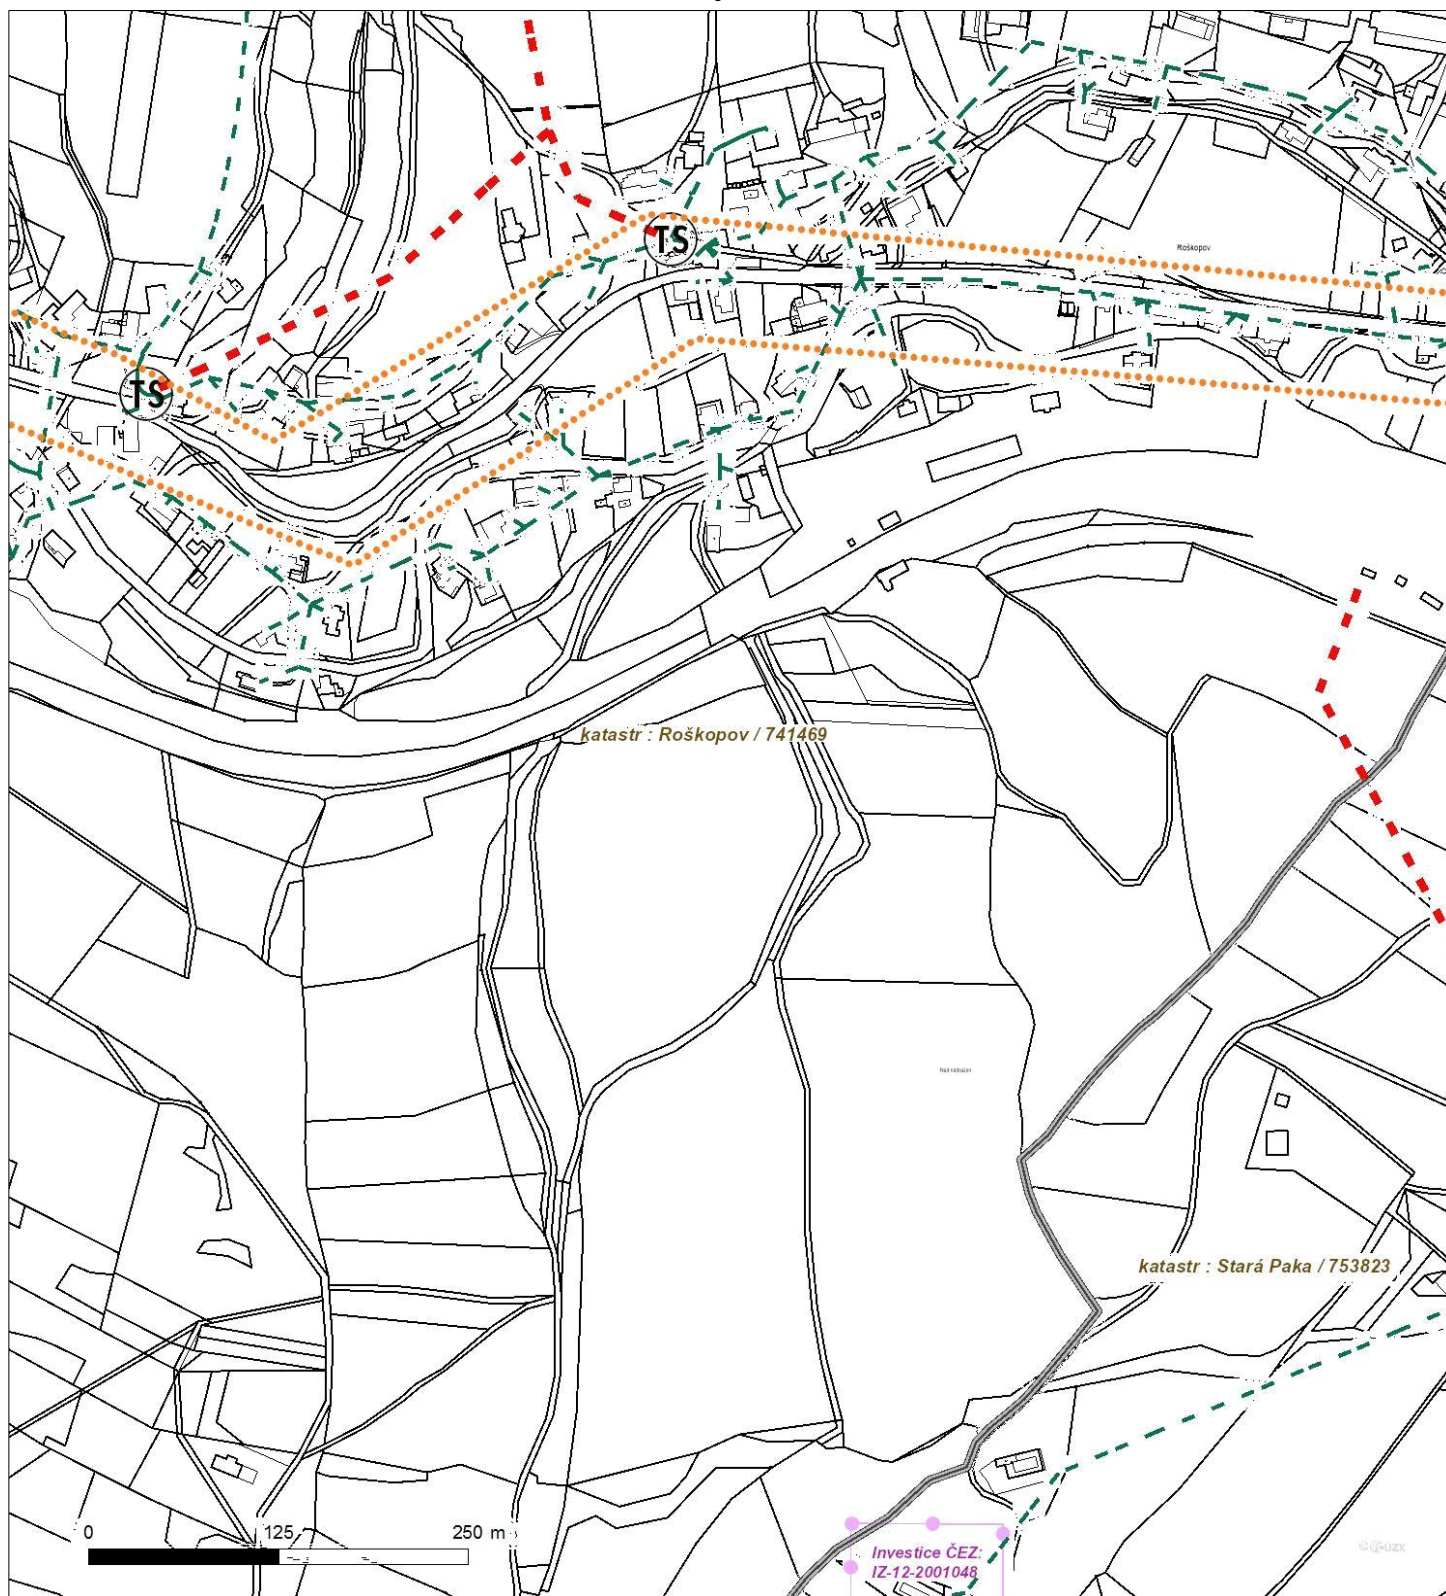 TS
Roškopov
TS
katastr : Roškopov / 741469
katastr : Stará Paka / 753823
0 125 250 m
Investice ČEZ:
IZ-12-2001048